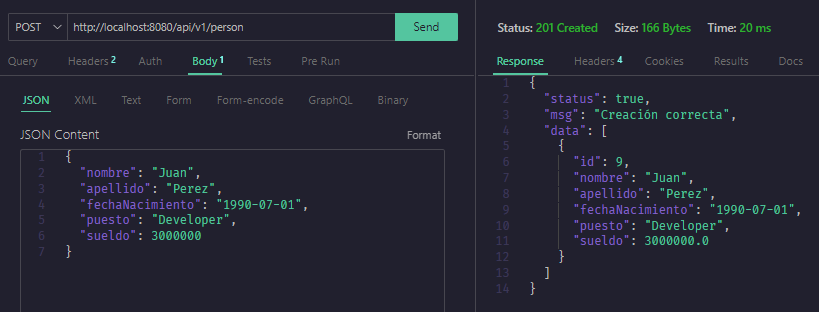 POST http://localhost:8080/api/v1/person Send
Query Headers 2 Auth Body 1 Tests Pre Run
JSON XML Text Form Form-encode GraphQL Binary
JSON Content Format
1 {
2 "nombre": "Juan",
3 "apellido": "Perez",
4 "fechaNacimiento": "1990-07-01",
5 "puesto": "Developer",
6 "sueldo": 3000000
7 }
Status: 201 Created Size: 166 Bytes Time: 20 ms
Response Headers 4 Cookies Results Docs
1 {
2 "status": true,
3 "msg": "Creación correcta",
4 "data": [
5 {
6 "id": 9,
7 "nombre": "Juan",
8 "apellido": "Perez",
9 "fechaNacimiento": "1990-07-01",
10 "puesto": "Developer",
11 "sueldo": 3000000.0
12 }
13 ]
14 }